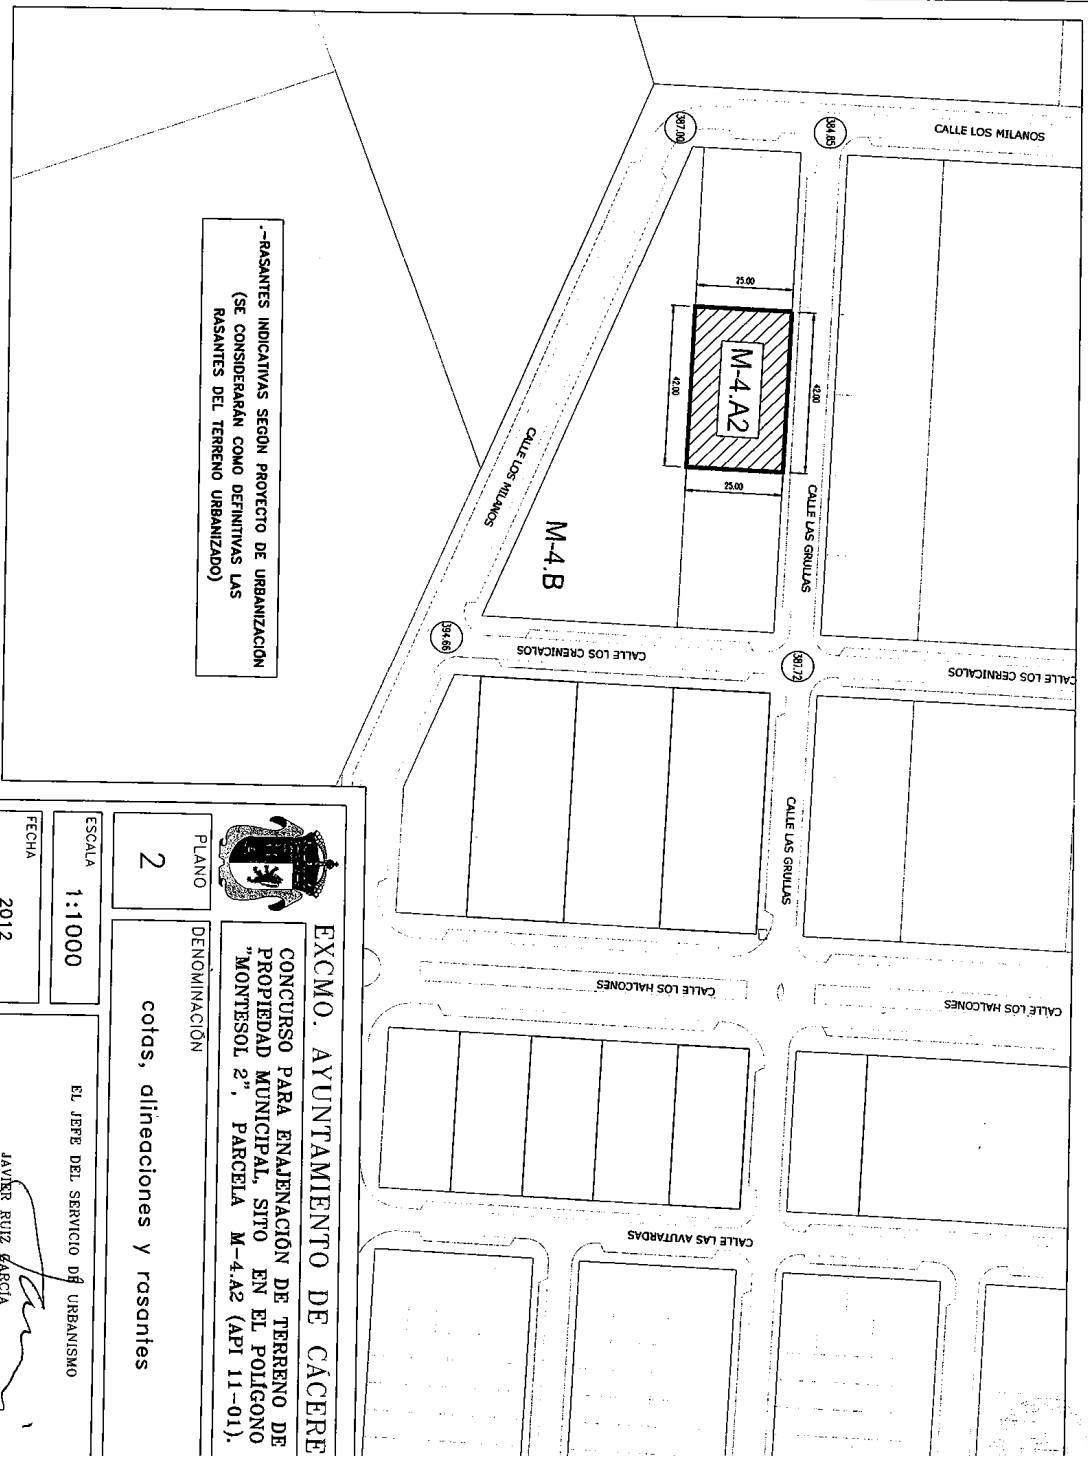 CALLE LOS MILANOS
384.85
387.00
25.00
42.00
M-4.A2
42.00
25.00
CALLE LAS GRULLAS
CALLE LOS MILANOS
M-4.B
394.66
387.72
CALLE LOS CRENICALOS
CALLE LOS CERNICALOS
CALLE LAS GRULLAS
CALLE LOS HALCONES
CALLE LOS HALCONES
CALLE LAS AVUTARDAS
.-RASANTES INDICATIVAS SEGÚN PROYECTO DE URBANIZACIÓN
(SE CONSIDERARÁN COMO DEFINITIVAS LAS
RASANTES DEL TERRENO URBANIZADO)
EXCMO. AYUNTAMIENTO DE CÁCERE
CONCURSO PARA ENAJENACIÓN DE TERRENO DE
PROPIEDAD MUNICIPAL, SITO EN EL POLÍGONO
"MONTESOL 2", PARCELA M-4.A2 (API 11-01).
PLANO
2
DENOMINACIÓN
cotas, alineaciones y rasantes
ESCALA
1:1000
FECHA
2012
EL JEFE DEL SERVICIO DE URBANISMO
JAVIER RUIZ GARCÍA